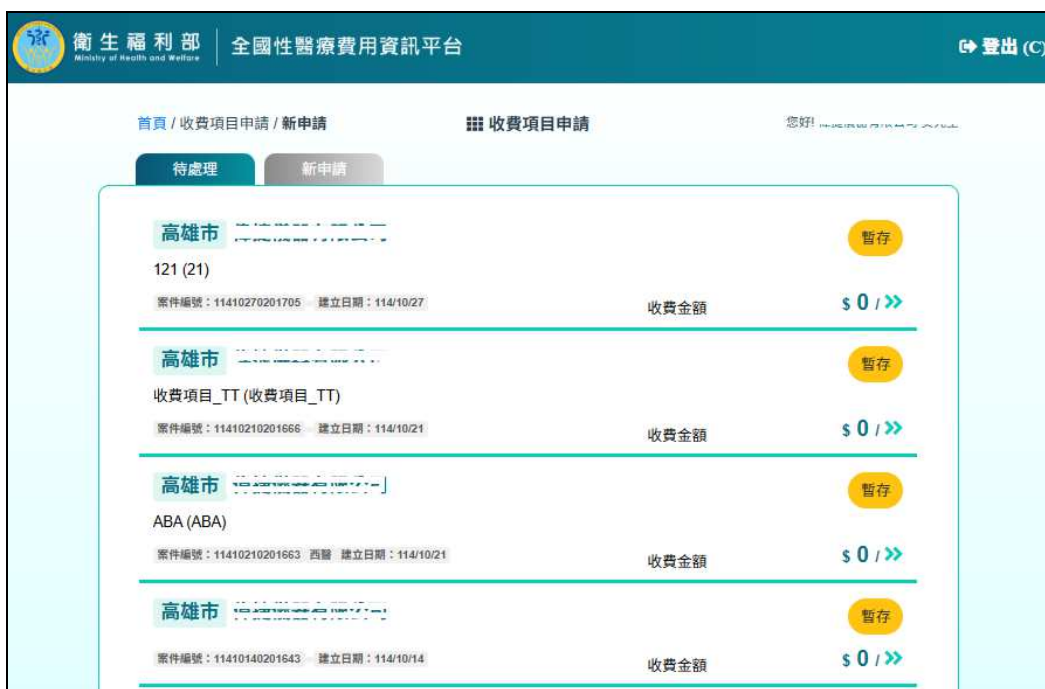 衛生福利部
Ministry of Health and Welfare
全國性醫療費用資訊平台
登出 (C)
首頁 / 收費項目申請 / 新申請
收費項目申請
您好!
待處理
新申請
高雄市
暫存
121 (21)
案件編號：11410270201705 建立日期：114/10/27
收費金額
$ 0 /
高雄市
暫存
收費項目_TT (收費項目_TT)
案件編號：11410210201666 建立日期：114/10/21
收費金額
$ 0 /
高雄市
暫存
ABA (ABA)
案件編號：11410210201663 西醫 建立日期：114/10/21
收費金額
$ 0 /
高雄市
暫存
案件編號：11410140201643 建立日期：114/10/14
收費金額
$ 0 /